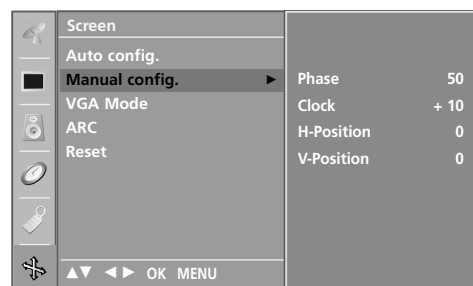 Screen
Auto config.
Manual config. ►
VGA Mode
ARC
Reset
▲▼ ◄► OK MENU
Phase 50
Clock + 10
H-Position 0
V-Position 0